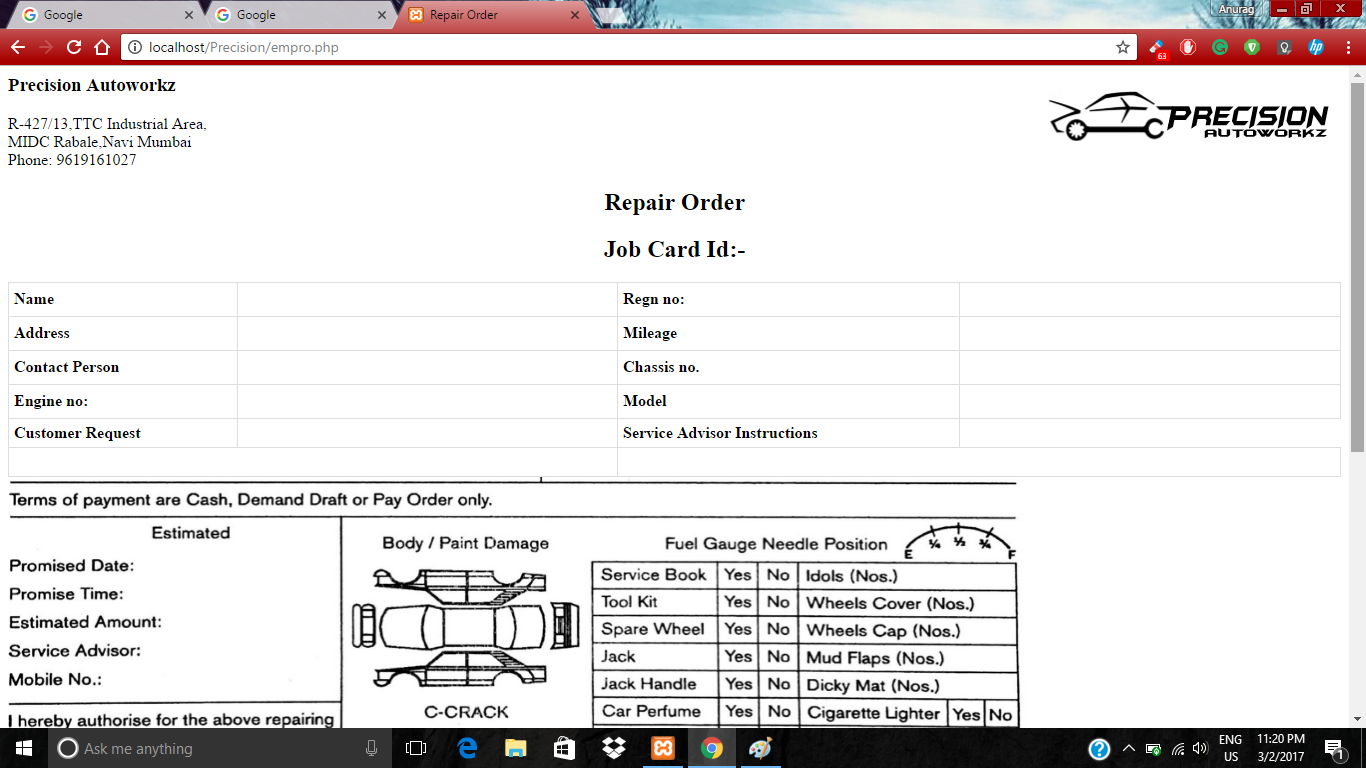 Google
Google
Repair Order
Anurag
localhost/Precision/empro.php
63
hp
Precision Autoworkz
PRECISION
AUTOWORKZ
R-427/13,TTC Industrial Area,
MIDC Rabale,Navi Mumbai
Phone: 9619161027
Repair Order
Job Card Id:-
Name Regn no:
Address Mileage
Contact Person Chassis no.
Engine no: Model
Customer Request Service Advisor Instructions
Terms of payment are Cash, Demand Draft or Pay Order only.
Estimated
Promised Date:
Promise Time:
Estimated Amount:
Service Advisor:
Mobile No.:
I hereby authorise for the above repairing
Body / Paint Damage
C-CRACK
Fuel Gauge Needle Position E ¼ ½ ¾ F
Service Book Yes No Idols (Nos.)
Tool Kit Yes No Wheels Cover (Nos.)
Spare Wheel Yes No Wheels Cap (Nos.)
Jack Yes No Mud Flaps (Nos.)
Jack Handle Yes No Dicky Mat (Nos.)
Car Perfume Yes No Cigarette Lighter Yes No
Ask me anything
ENG
US
11:20 PM
3/2/2017
1